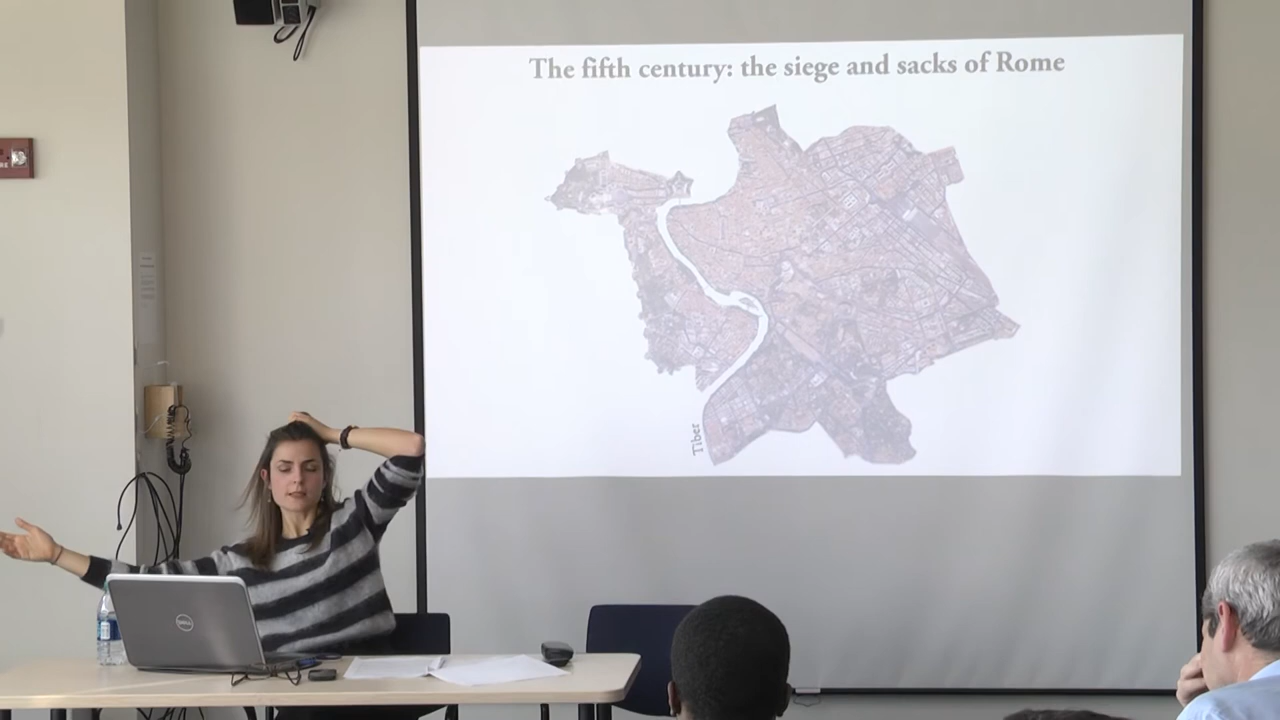 The fifth century: the siege and sacks of Rome
Tiber
DELL